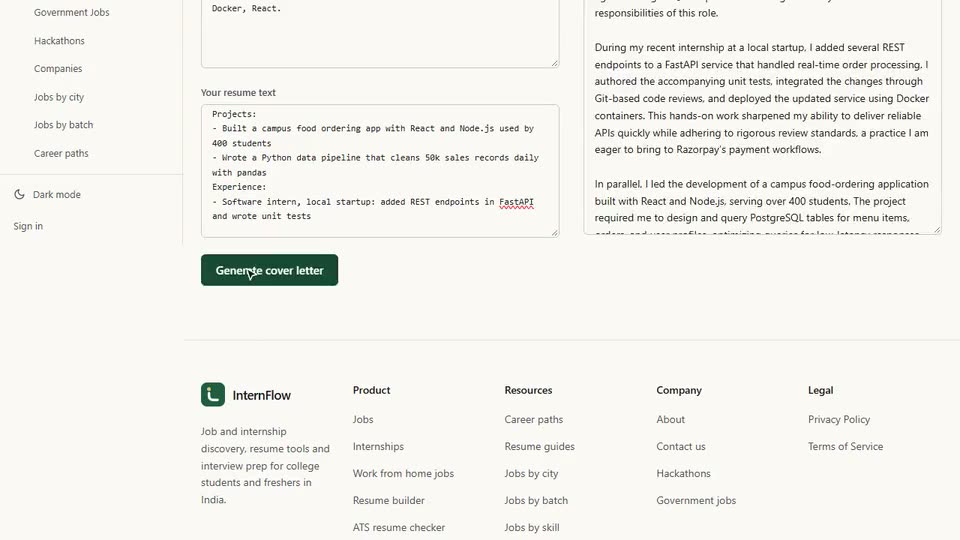 Government Jobs
Hackathons
Companies
Jobs by city
Jobs by batch
Career paths
Dark mode
Sign in
Docker, React.
Your resume text
Projects:
- Built a campus food ordering app with React and Node.js used by
400 students
- Wrote a Python data pipeline that cleans 50k sales records daily
with pandas
Experience:
- Software intern, local startup: added REST endpoints in FastAPI
and wrote unit tests
Generate cover letter
responsibilities of this role.
During my recent internship at a local startup, I added several REST
endpoints to a FastAPI service that handled real-time order processing. I
authored the accompanying unit tests, integrated the changes through
Git-based code reviews, and deployed the updated service using Docker
containers. This hands-on work sharpened my ability to deliver reliable
APIs quickly while adhering to rigorous review standards, a practice I am
eager to bring to Razorpay's payment workflows.
In parallel, I led the development of a campus food-ordering application
built with React and Node.js, serving over 400 students. The project
required me to design and query PostgreSQL tables for menu items,
orders, and user profiles, optimizing queries for low-latency responses
InternFlow
Job and internship
discovery, resume tools and
interview prep for college
students and freshers in
India.
Product
Jobs
Internships
Work from home jobs
Resume builder
ATS resume checker
Resources
Career paths
Resume guides
Jobs by city
Jobs by batch
Jobs by skill
Company
About
Contact us
Hackathons
Government jobs
Legal
Privacy Policy
Terms of Service